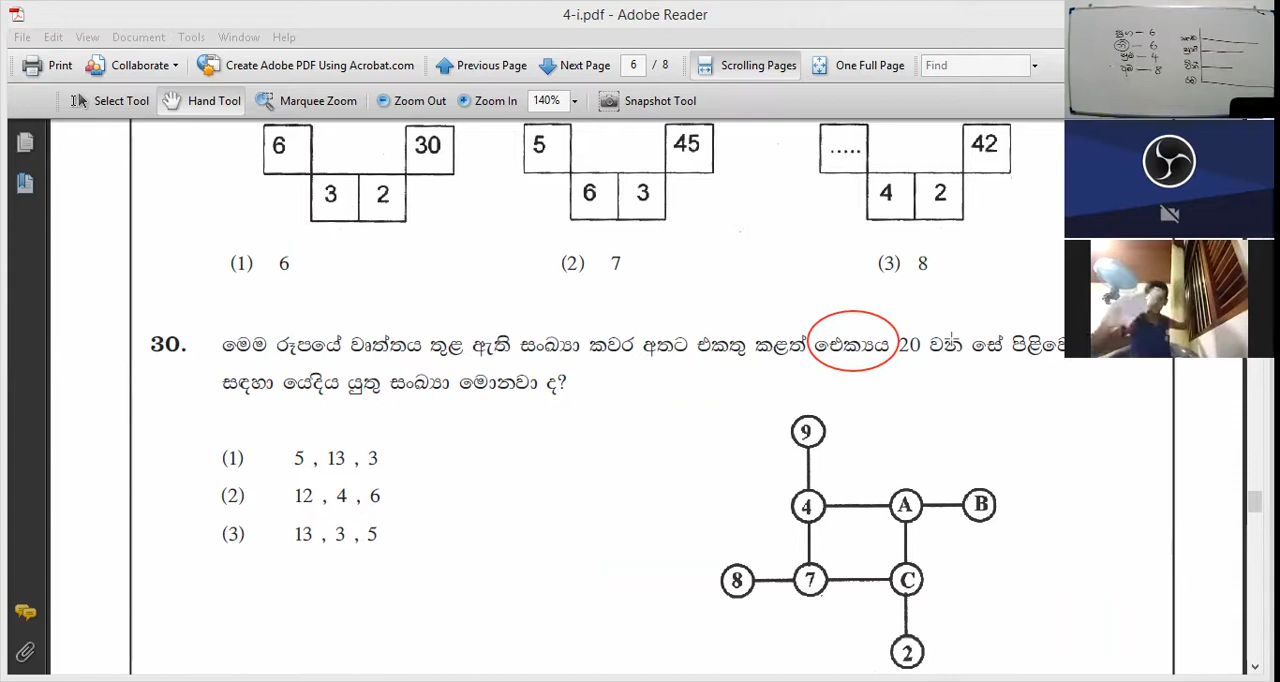 4-i.pdf - Adobe Reader
File Edit View Document Tools Window Help
Print Collaborate Create Adobe PDF Using Acrobat.com Previous Page Next Page 6 / 8 Scrolling Pages One Full Page Find
Select Tool Hand Tool Marquee Zoom Zoom Out Zoom In 140% Snapshot Tool
6 30 5 45 ..... 42
3 2 6 3 4 2
(1) 6 (2) 7 (3) 8
30. මෙම රූපයේ වෘත්තය තුළ ඇති සංඛ්‍යා කවර අතට එකතු කළත් ඓක්‍යය 20 වන සේ
සඳහා යෙදිය යුතු සංඛ්‍යා මොනවා ද?
9
(1) 5 , 13 , 3
(2) 12 , 4 , 6
4 A B
(3) 13 , 3 , 5
8 7 C
2